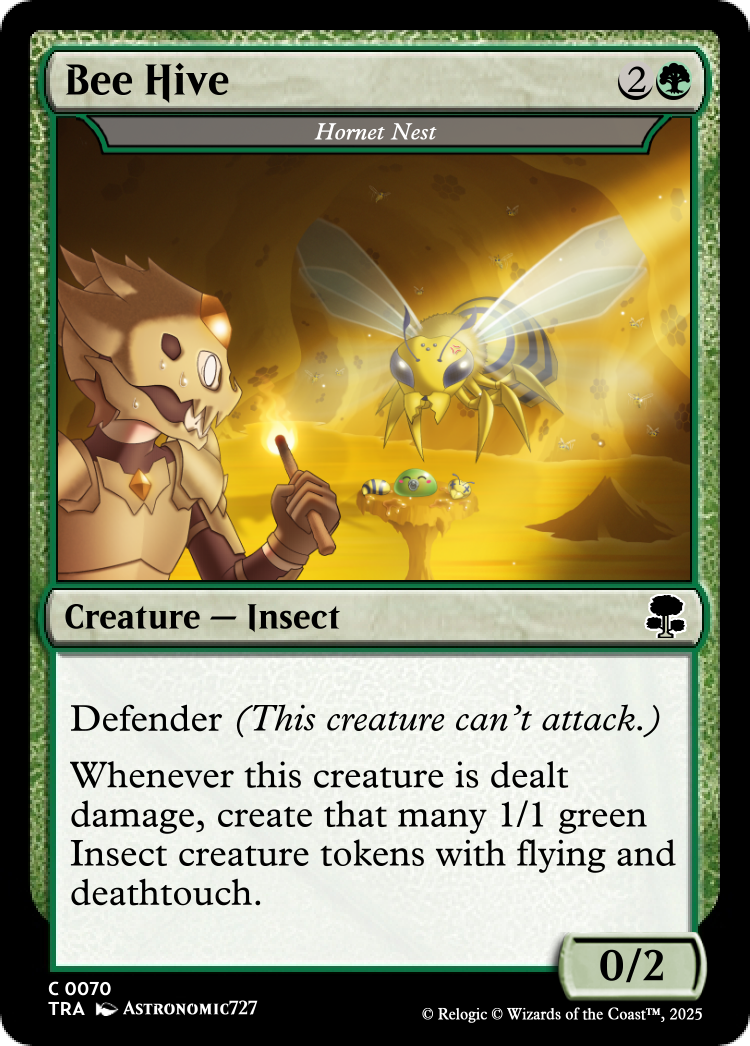 Bee Hive 2
Hornet Nest
Creature — Insect
Defender (This creature can't attack.)
Whenever this creature is dealt
damage, create that many 1/1 green
Insect creature tokens with flying and
deathtouch.
0/2
C 0070
TRA Astronomic727
© Relogic © Wizards of the Coast™, 2025